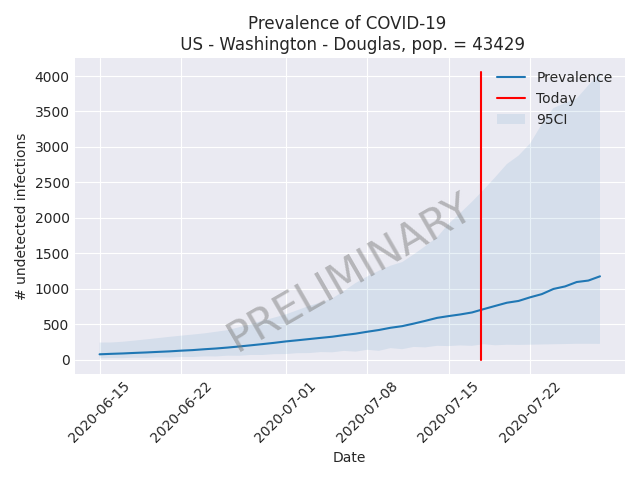 Prevalence of COVID-19
US - Washington - Douglas, pop. = 43429
4000
3500
3000
2500
2000
1500
1000
500
0
# undetected infections
Prevalence
Today
95CI
PRELIMINARY
2020-06-15
2020-06-22
2020-07-01
2020-07-08
2020-07-15
2020-07-22
Date